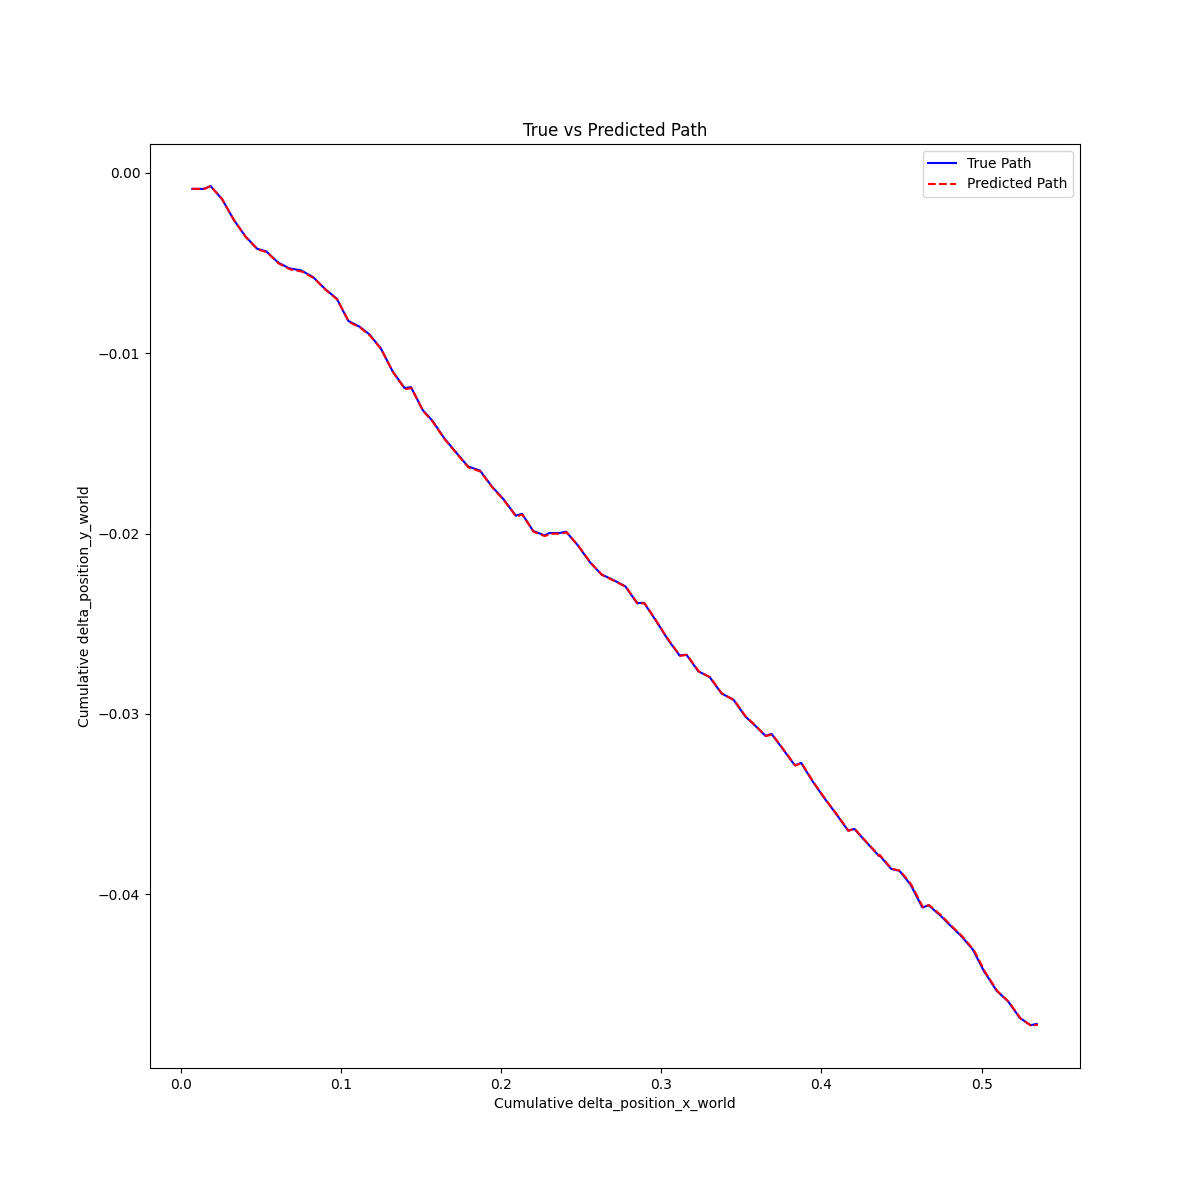 True vs Predicted Path
True Path
Predicted Path
0.00
−0.01
−0.02
−0.03
−0.04
Cumulative delta_position_y_world
0.0 0.1 0.2 0.3 0.4 0.5
Cumulative delta_position_x_world